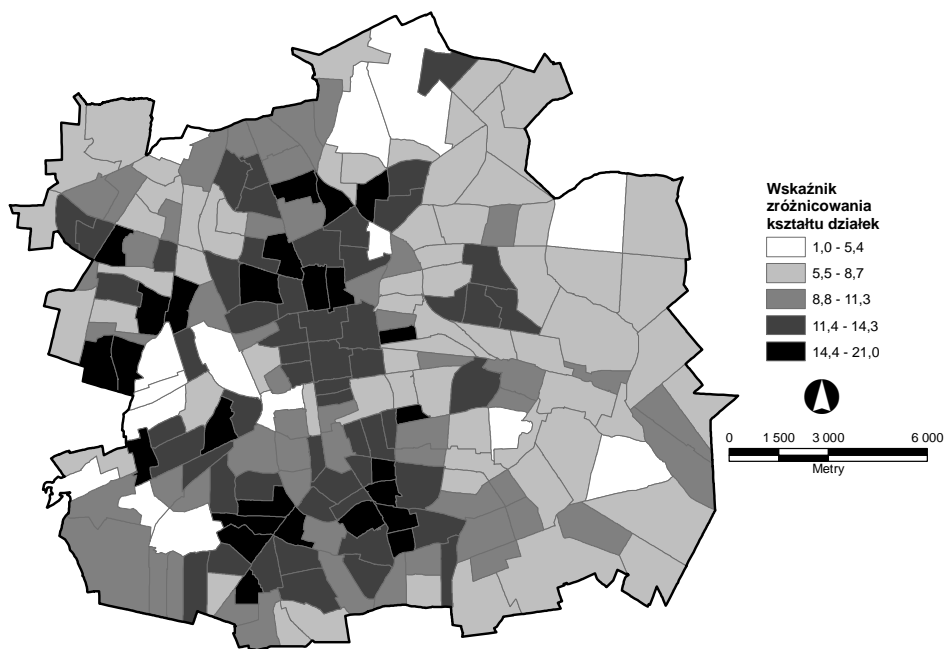 Wskaźnik
zróżnicowania
kształtu działek
1,0 - 5,4
5,5 - 8,7
8,8 - 11,3
11,4 - 14,3
14,4 - 21,0
0 1 500 3 000 6 000
Metry